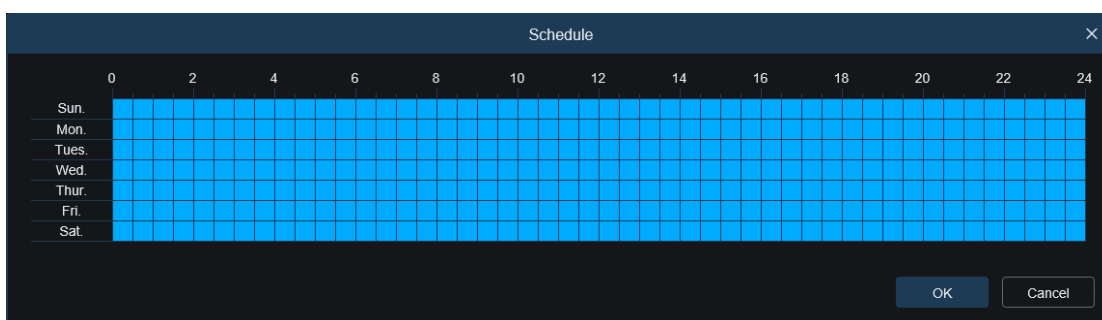 Schedule
0 2 4 6 8 10 12 14 16 18 20 22 24
Sun.
Mon.
Tues.
Wed.
Thur.
Fri.
Sat.
OK Cancel